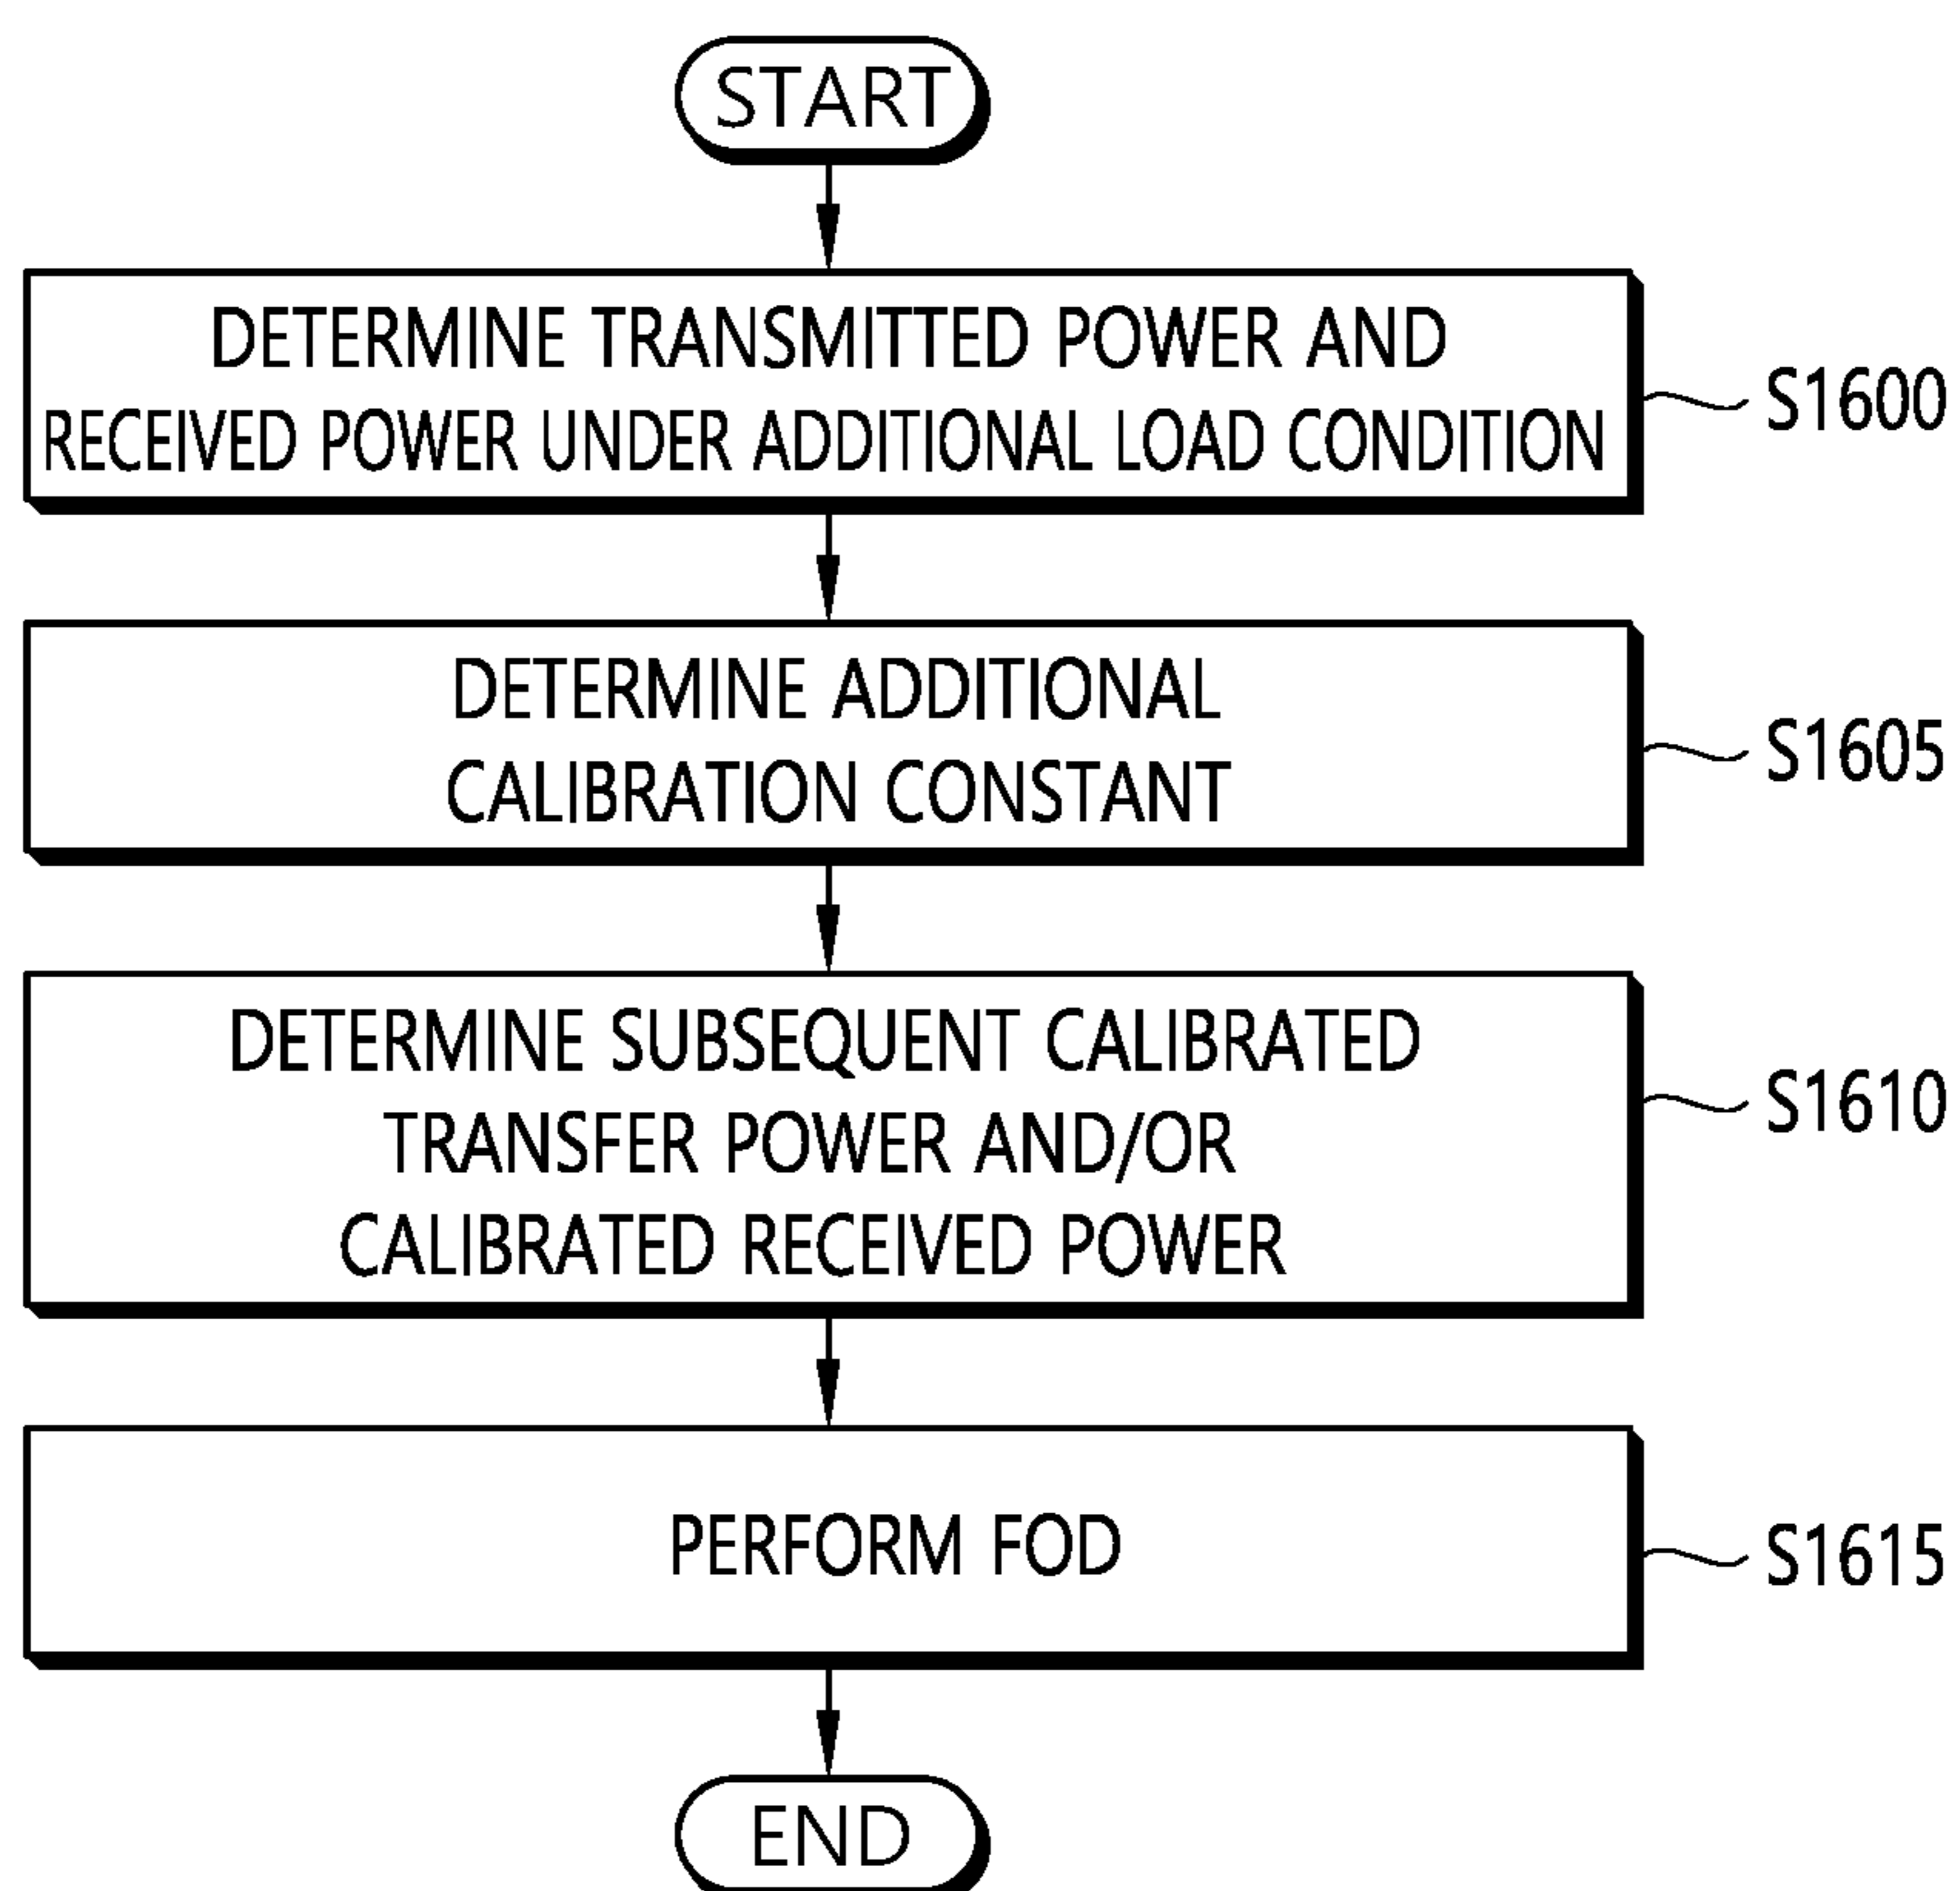 START
DETERMINE TRANSMITTED POWER AND
RECEIVED POWER UNDER ADDITIONAL LOAD CONDITION
S1600
DETERMINE ADDITIONAL
CALIBRATION CONSTANT
S1605
DETERMINE SUBSEQUENT CALIBRATED
TRANSFER POWER AND/OR
CALIBRATED RECEIVED POWER
S1610
PERFORM FOD
S1615
END